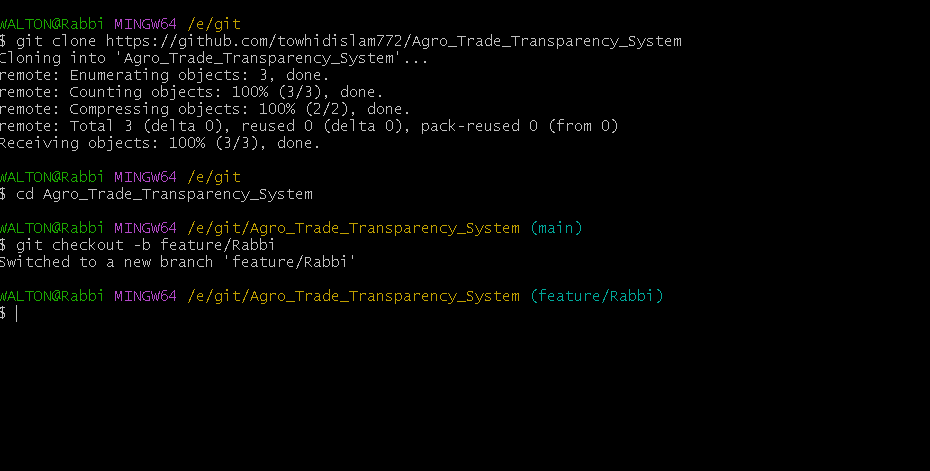 WALTON@Rabbi MINGW64 /e/git
$ git clone https://github.com/towhidislam772/Agro_Trade_Transparency_System
Cloning into 'Agro_Trade_Transparency_System'...
remote: Enumerating objects: 3, done.
remote: Counting objects: 100% (3/3), done.
remote: Compressing objects: 100% (2/2), done.
remote: Total 3 (delta 0), reused 0 (delta 0), pack-reused 0 (from 0)
Receiving objects: 100% (3/3), done.
WALTON@Rabbi MINGW64 /e/git
$ cd Agro_Trade_Transparency_System
WALTON@Rabbi MINGW64 /e/git/Agro_Trade_Transparency_System (main)
$ git checkout -b feature/Rabbi
Switched to a new branch 'feature/Rabbi'
WALTON@Rabbi MINGW64 /e/git/Agro_Trade_Transparency_System (feature/Rabbi)
$